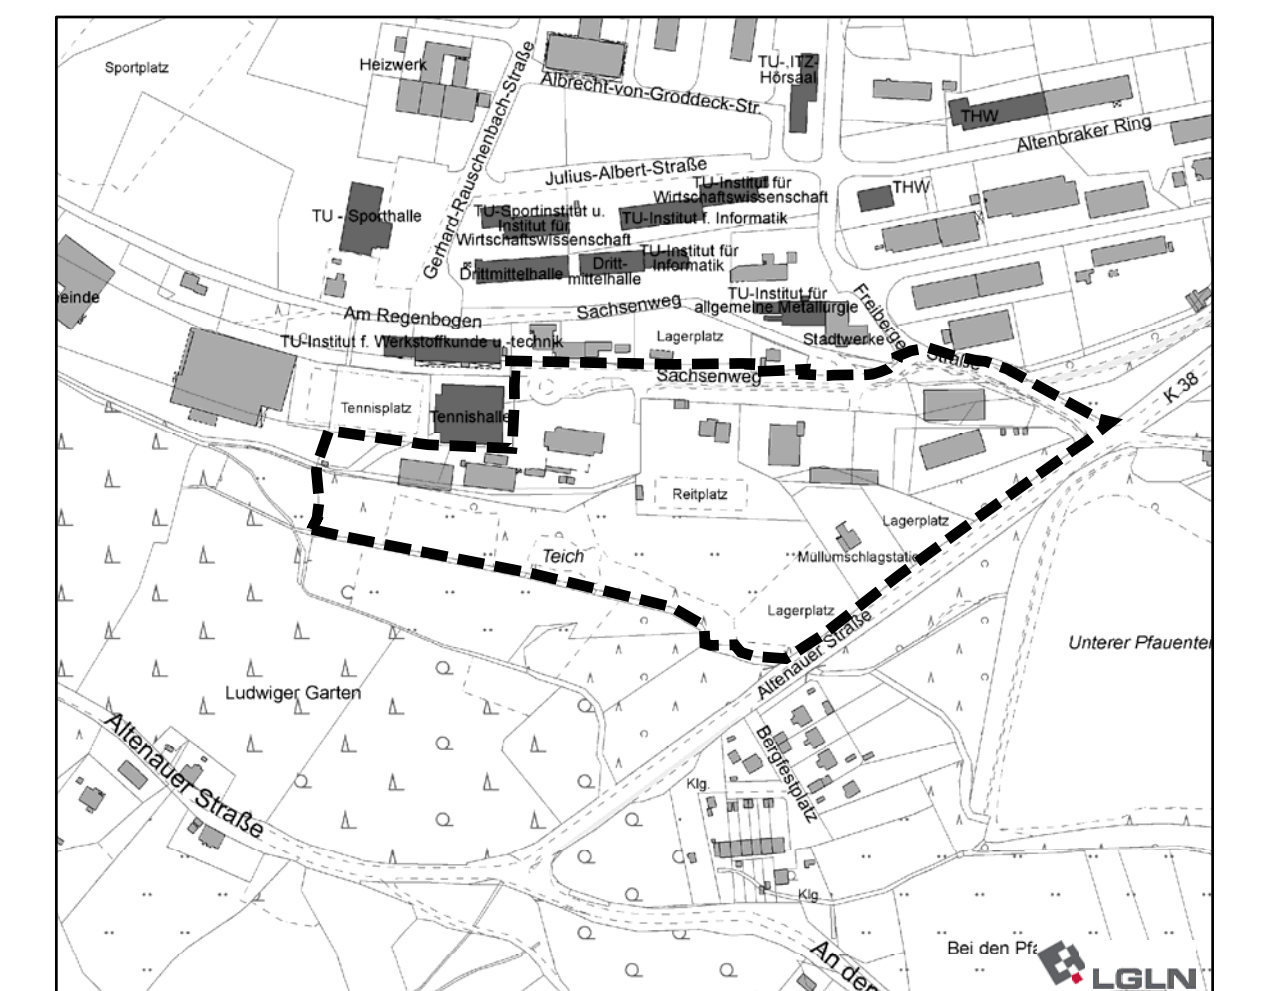 Sportplatz
Heizwerk
Gerhard-Rauschenbach-Straße
Albrecht-von-Groddeck-Str.
TU-.ITZ-
Hörsaal
THW
Altenbraker Ring
Julius-Albert-Straße
TU-Institut für
Wirtschaftswissenschaft
THW
TU - Sporthalle
TU-Sportinstitut u.
Institut für
Wirtschaftswissenschaft
TU-Institut f. Informatik
TU-Institut für
Informatik
Drittmittelhalle
Dritt-
mittelhalle
einde
TU-Institut für
allgemeine Metallurgie
Freiberger
Straße
Sachsenweg
Am Regenbogen
Lagerplatz
Stadtwerke
TU-Institut f. Werkstoffkunde u.-technik
Sachsenweg
K 38
Tennisplatz
Tennishalle
Reitplatz
Lagerplatz
Teich
Müllumschlagstatio
Lagerplatz
Altenauer Straße
Unterer Pfauente
Ludwiger Garten
Altenauer Straße
Bergfestplatz
Klg.
Klg.
Bei den Pfa
An den
LGLN